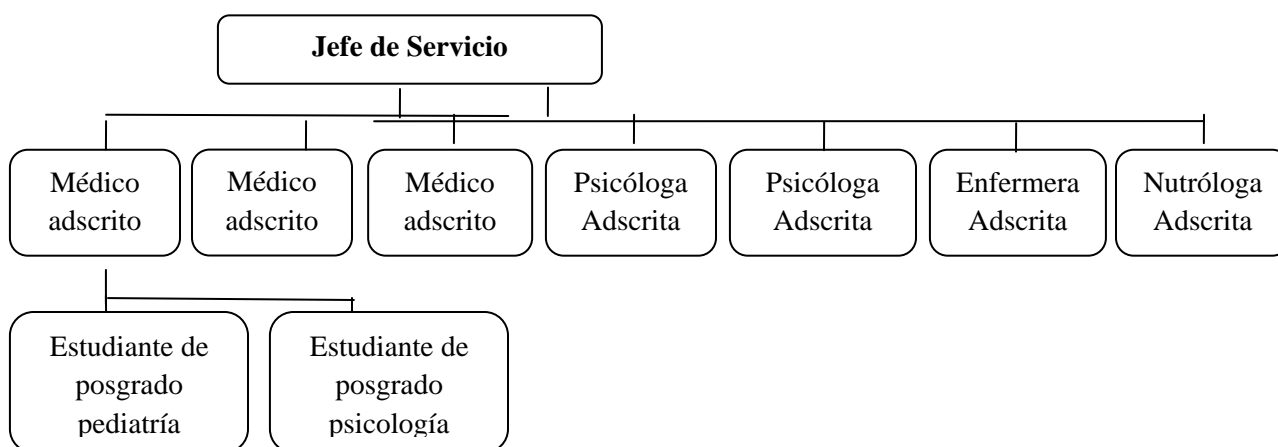 Jefe de Servicio
Médico
adscrito
Médico
adscrito
Médico
adscrito
Psicóloga
Adscrita
Psicóloga
Adscrita
Enfermera
Adscrita
Nutróloga
Adscrita
Estudiante de
posgrado
pediatría
Estudiante de
posgrado
psicología